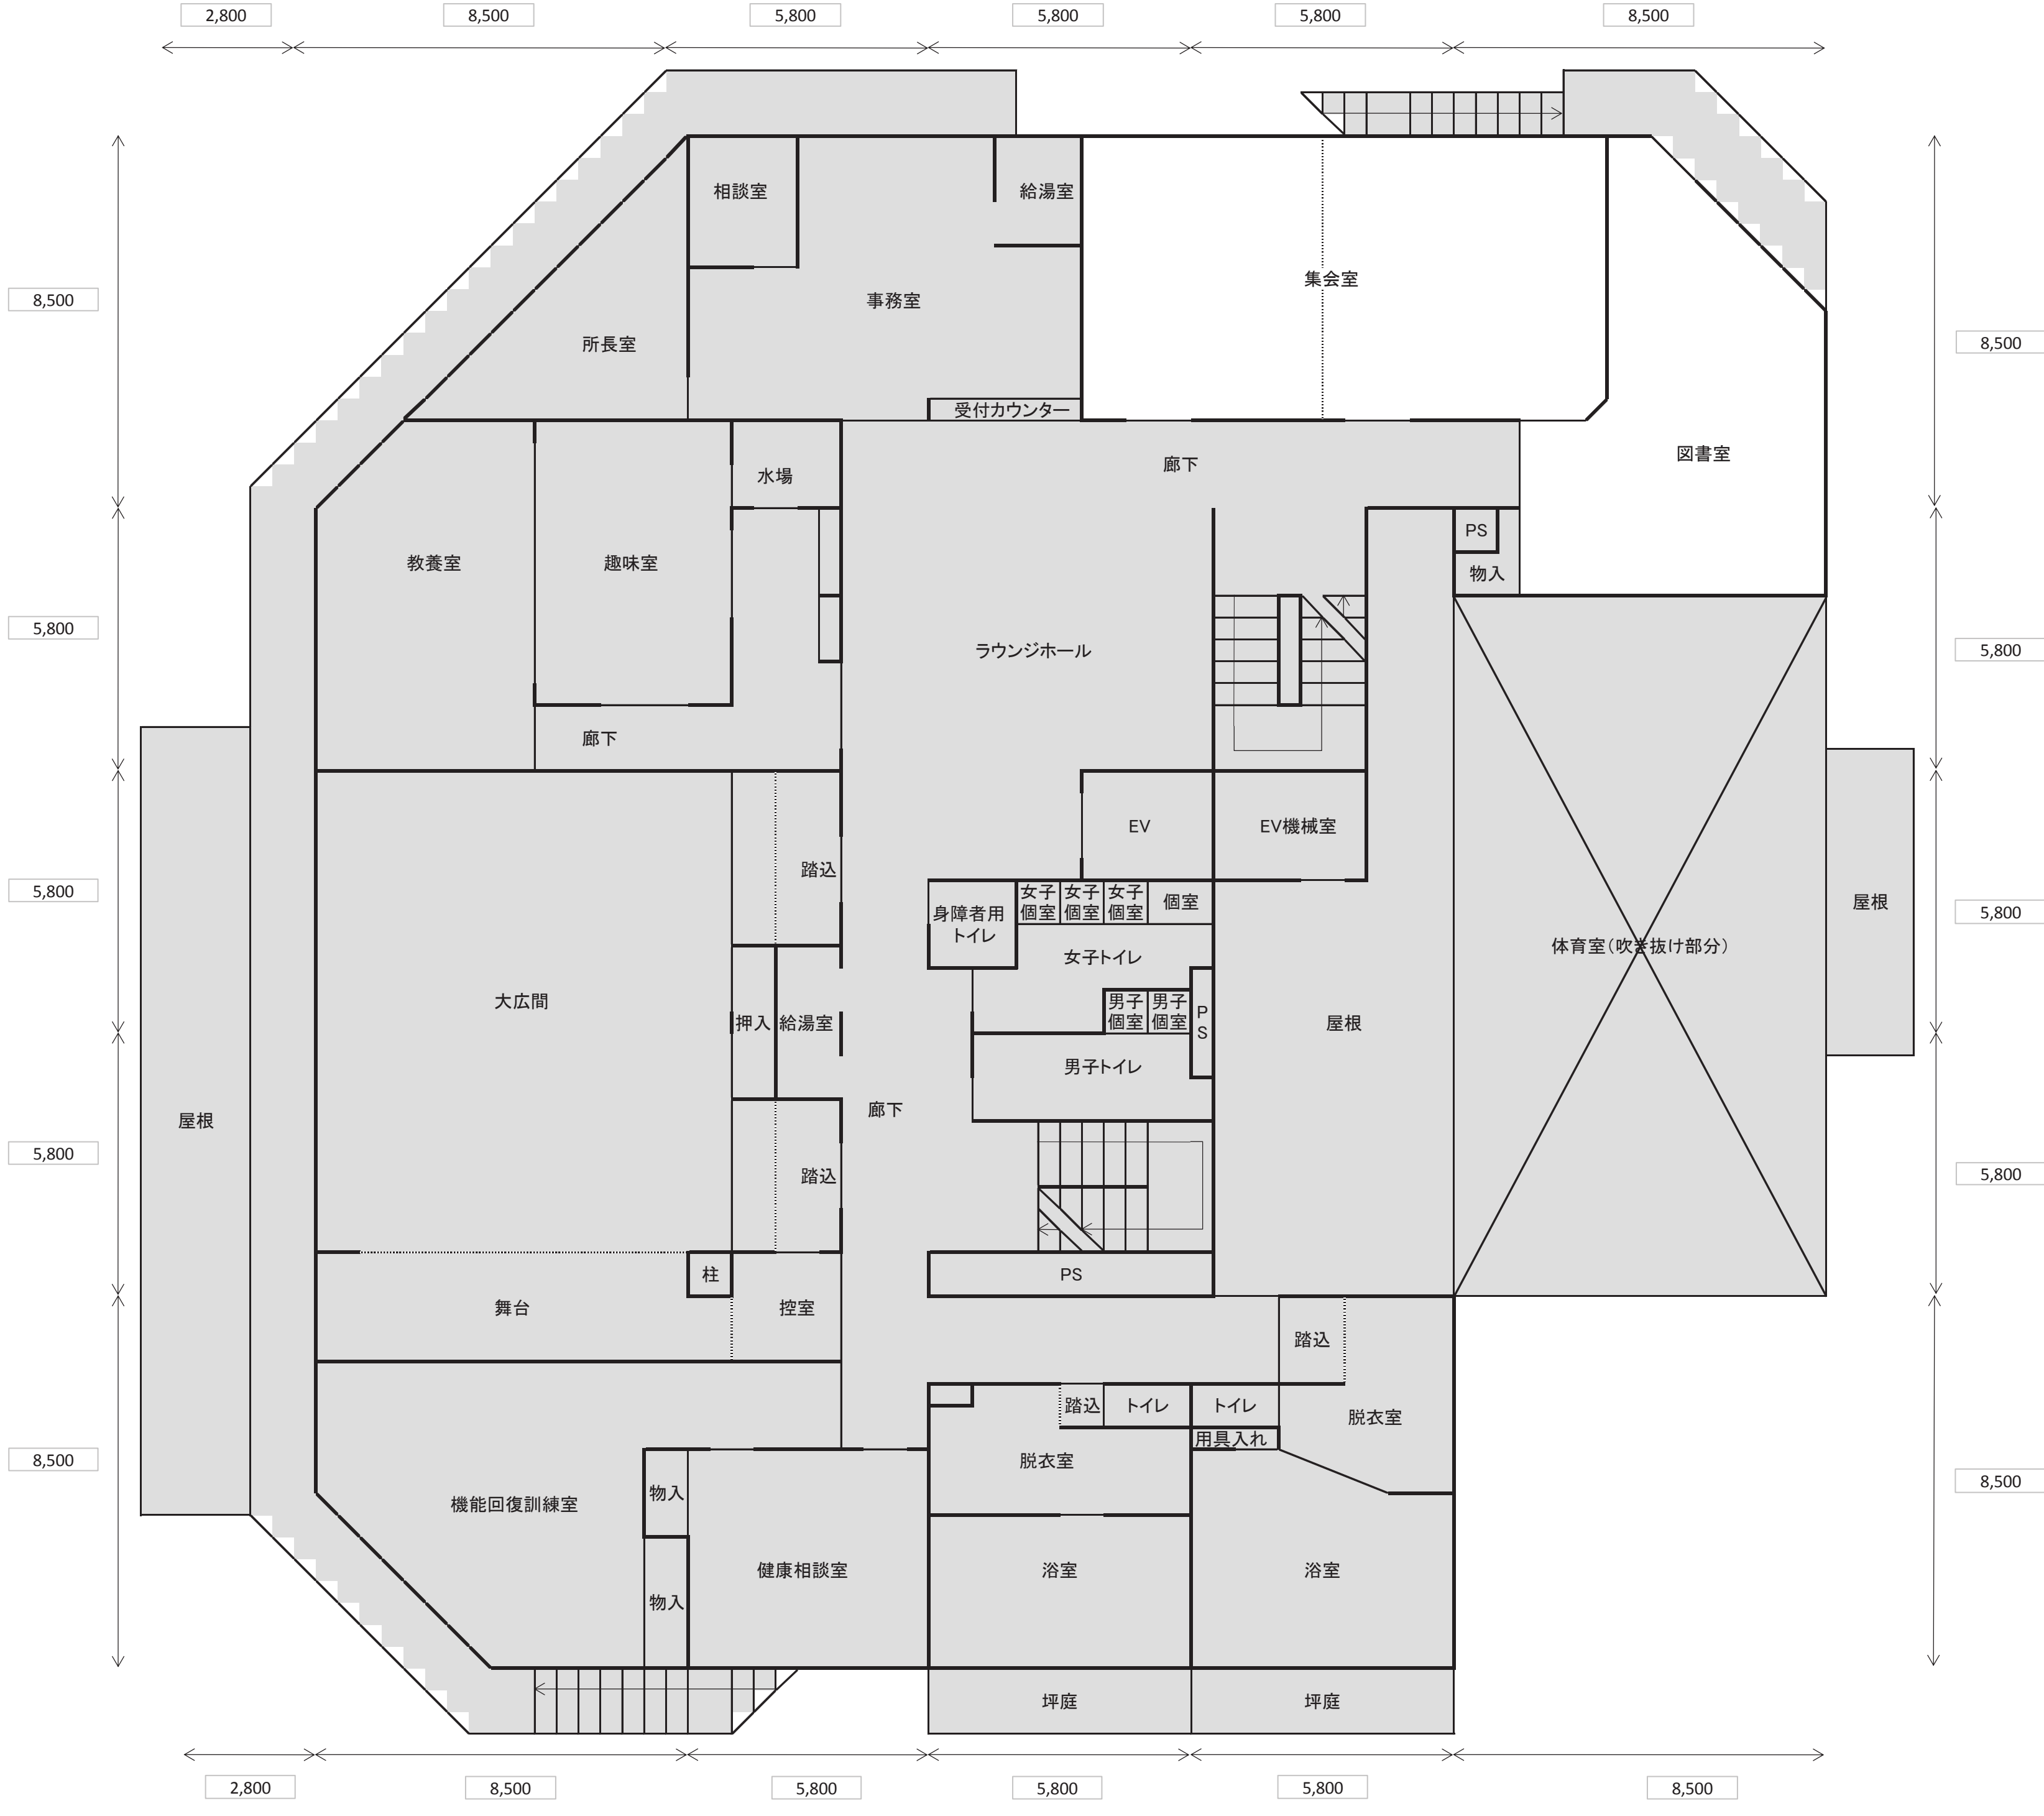 2,800
8,500
5,800
5,800
5,800
8,500
相談室
給湯室
集会室
事務室
8,500
所長室
8,500
受付カウンター
図書室
廊下
水場
PS
教養室
趣味室
物入
5,800
ラウンジホール
5,800
廊下
EV
EV機械室
踏込
5,800
女子
個室
女子
個室
女子
個室
個室
屋根
身障者用
トイレ
5,800
体育室（吹き抜け部分）
女子トイレ
大広間
男子
個室
男子
個室
PS
押入
給湯室
屋根
男子トイレ
廊下
屋根
5,800
踏込
5,800
柱
PS
舞台
控室
踏込
踏込
トイレ
トイレ
脱衣室
用具入れ
8,500
脱衣室
8,500
物入
機能回復訓練室
健康相談室
浴室
浴室
物入
坪庭
坪庭
2,800
8,500
5,800
5,800
5,800
8,500